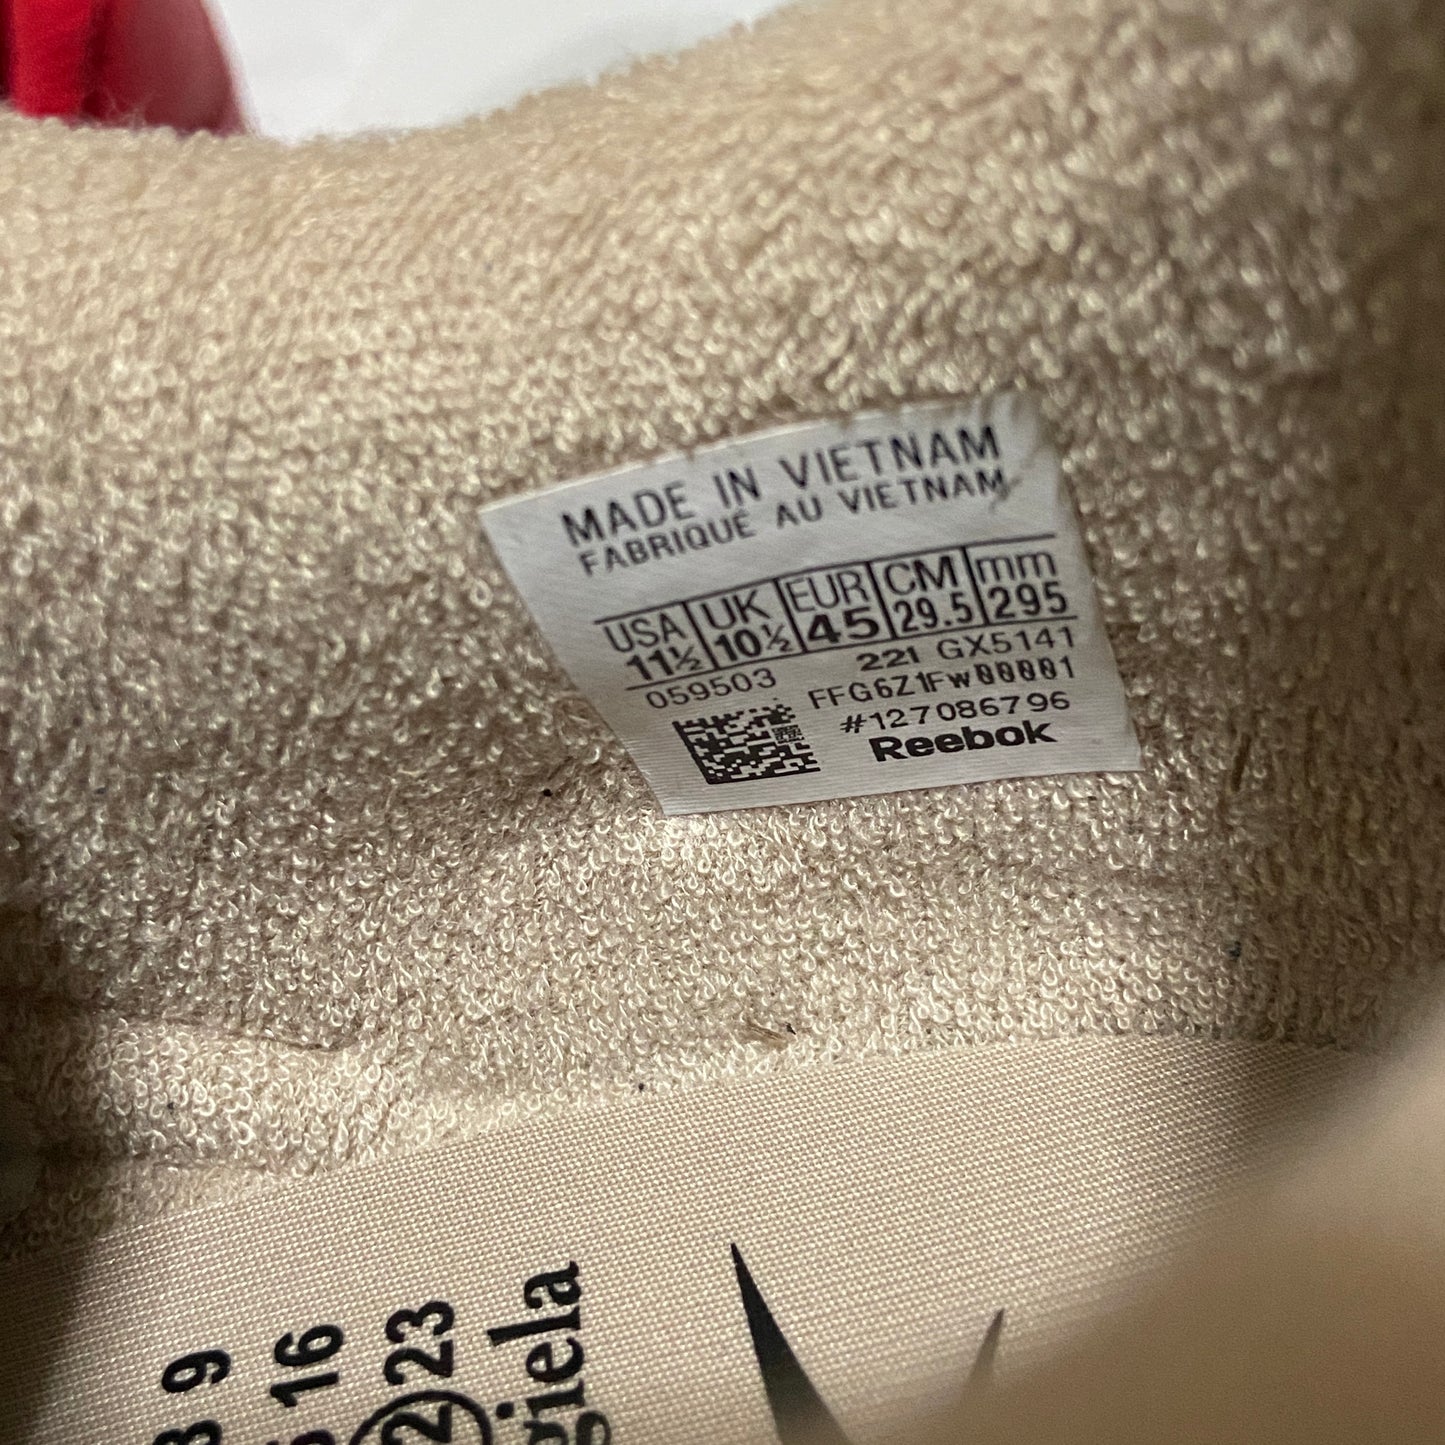 MADE IN VIETNAM
FABRIQUÉ AU VIETNAM
USA UK EUR CM mm
11½ 10½ 45 29.5 295
059503 221 GX5141
FFG6Z1FW00001
#127086796
Reebok
9
16
23